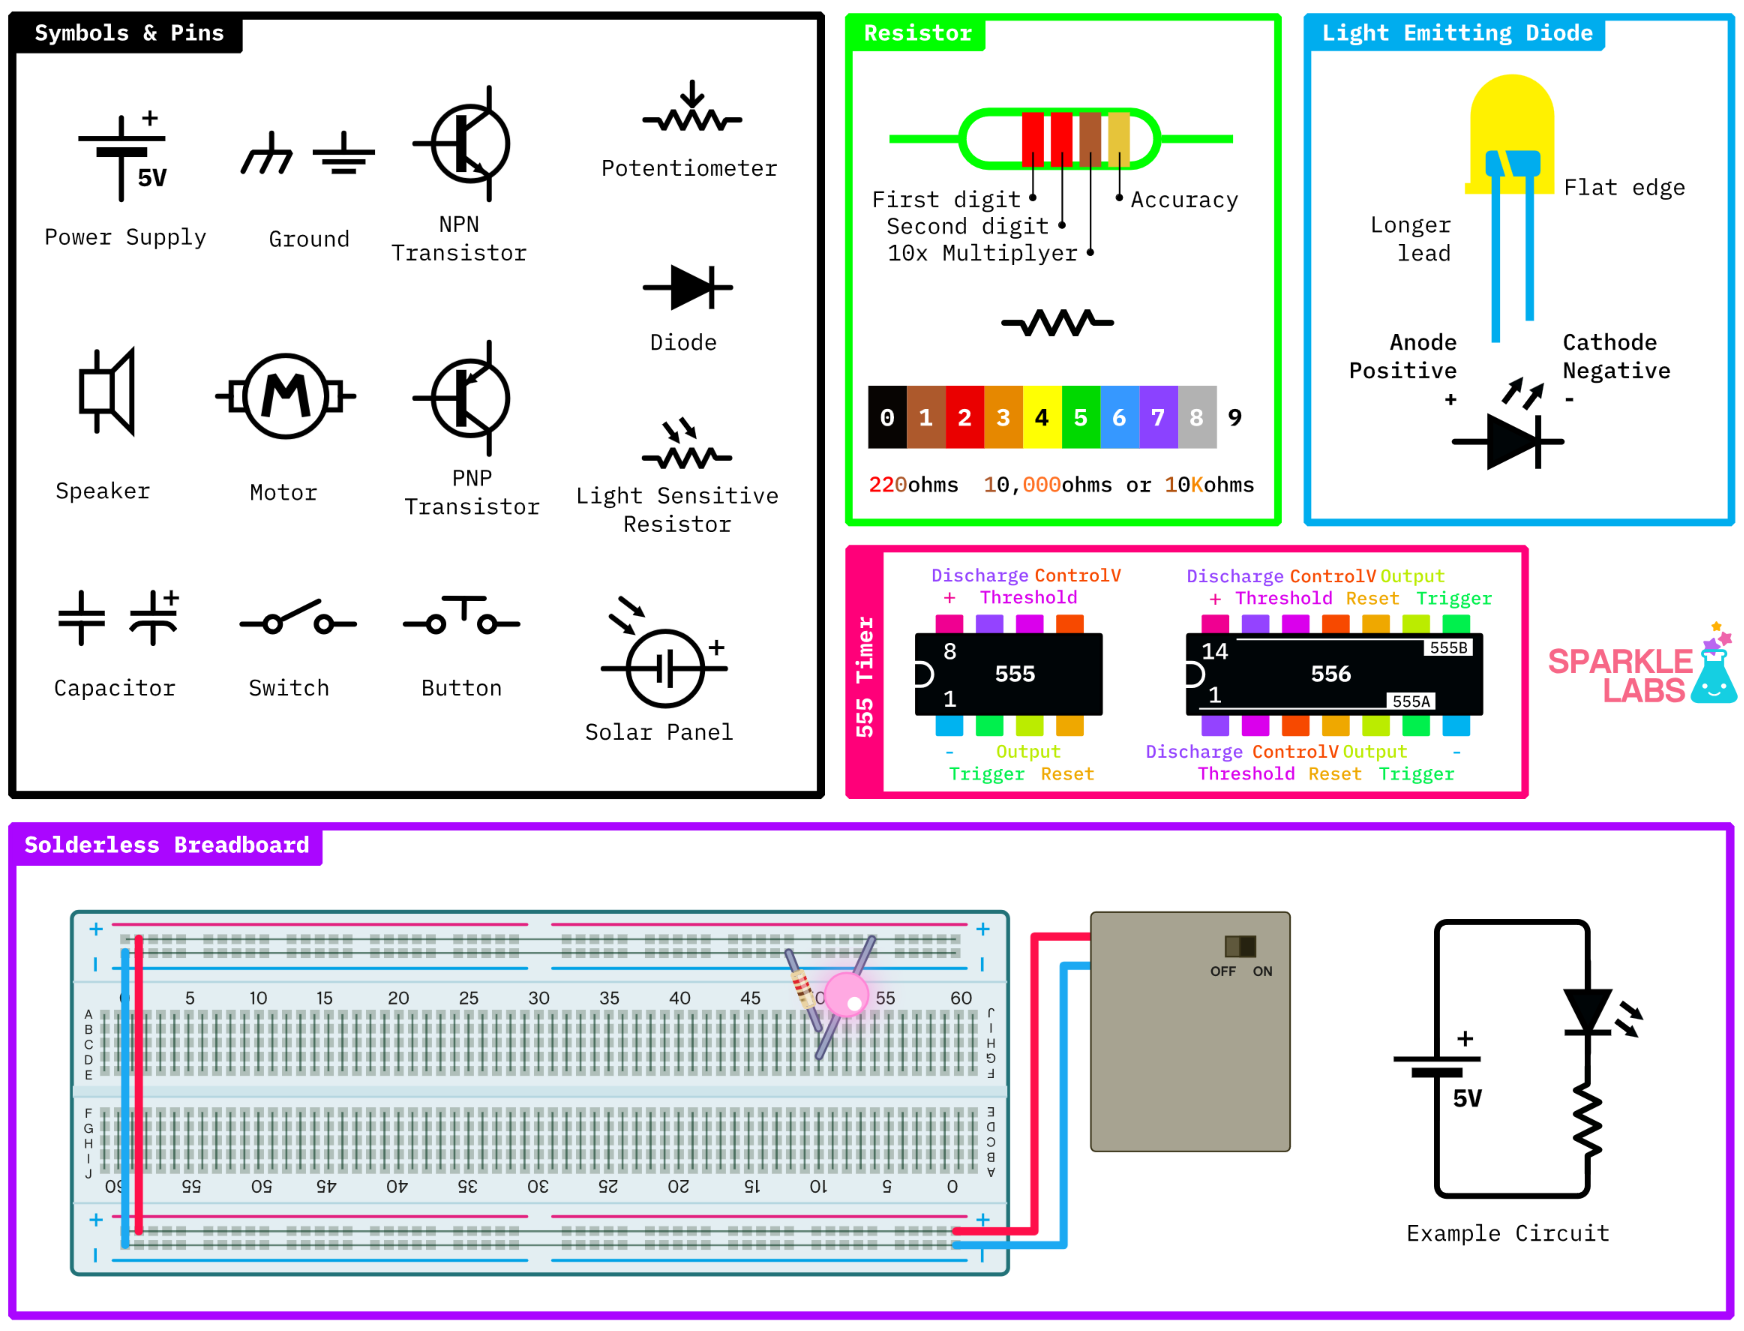 Symbols & Pins
+
5V
Power Supply
Ground
NPN
Transistor
Potentiometer
Diode
Speaker
M
Motor
PNP
Transistor
Light Sensitive
Resistor
+
Capacitor
Switch
Button
+
Solar Panel
Resistor
First digit
Second digit
10x Multiplyer
Accuracy
0 1 2 3 4 5 6 7 8 9
220ohms 10,000ohms or 10Kohms
Light Emitting Diode
Flat edge
Longer
lead
Anode
Positive
+
Cathode
Negative
-
555 Timer
Discharge ControlV
+ Threshold
8
555
1
- Output
Trigger Reset
Discharge ControlV Output
+ Threshold Reset Trigger
14
555B
556
1
555A
Discharge ControlV Output -
Threshold Reset Trigger
SPARKLE
LABS
Solderless Breadboard
+ +
- -
0 5 10 15 20 25 30 35 40 45 50 55 60
A J
B I
C H
D G
E F
F E
G D
H C
I B
J A
60 55 50 45 40 35 30 25 20 15 10 5 0
+ +
- -
OFF ON
+
5V
Example Circuit